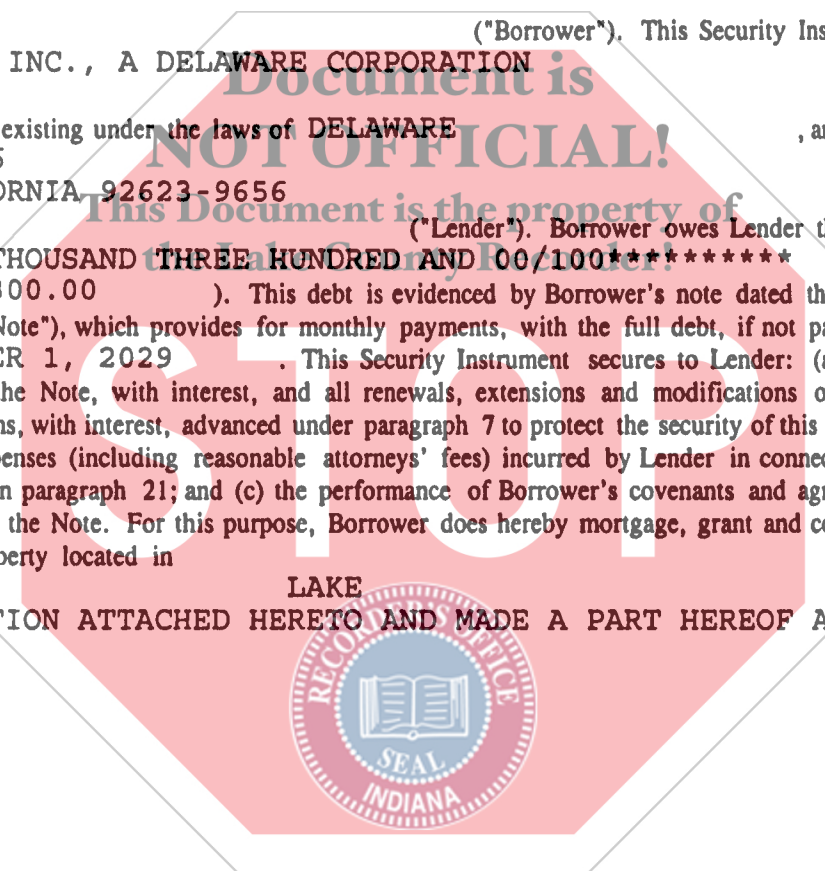 ("Borrower"). This Security Ins
INC., A DELAWARE CORPORATION
Document is
existing under the laws of DELAWARE , a
NOT OFFICIAL!
ORNIA 92623-9656
This Document is the property of
("Lender"). Borrower owes Lender t
THOUSAND THREE HUNDRED AND 00/100**********
the Lake County Recorder!
300.00 ). This debt is evidenced by Borrower's note dated th
Note"), which provides for monthly payments, with the full debt, if not pa
ER 1, 2029 . This Security Instrument secures to Lender: (a
the Note, with interest, and all renewals, extensions and modifications o
ns, with interest, advanced under paragraph 7 to protect the security of this
penses (including reasonable attorneys' fees) incurred by Lender in connec
n paragraph 21; and (c) the performance of Borrower's covenants and agr
the Note. For this purpose, Borrower does hereby mortgage, grant and co
perty located in
STOP
LAKE
TION ATTACHED HERETO AND MADE A PART HEREOF A
RECORDER'S OFFICE
SEAL
INDIANA